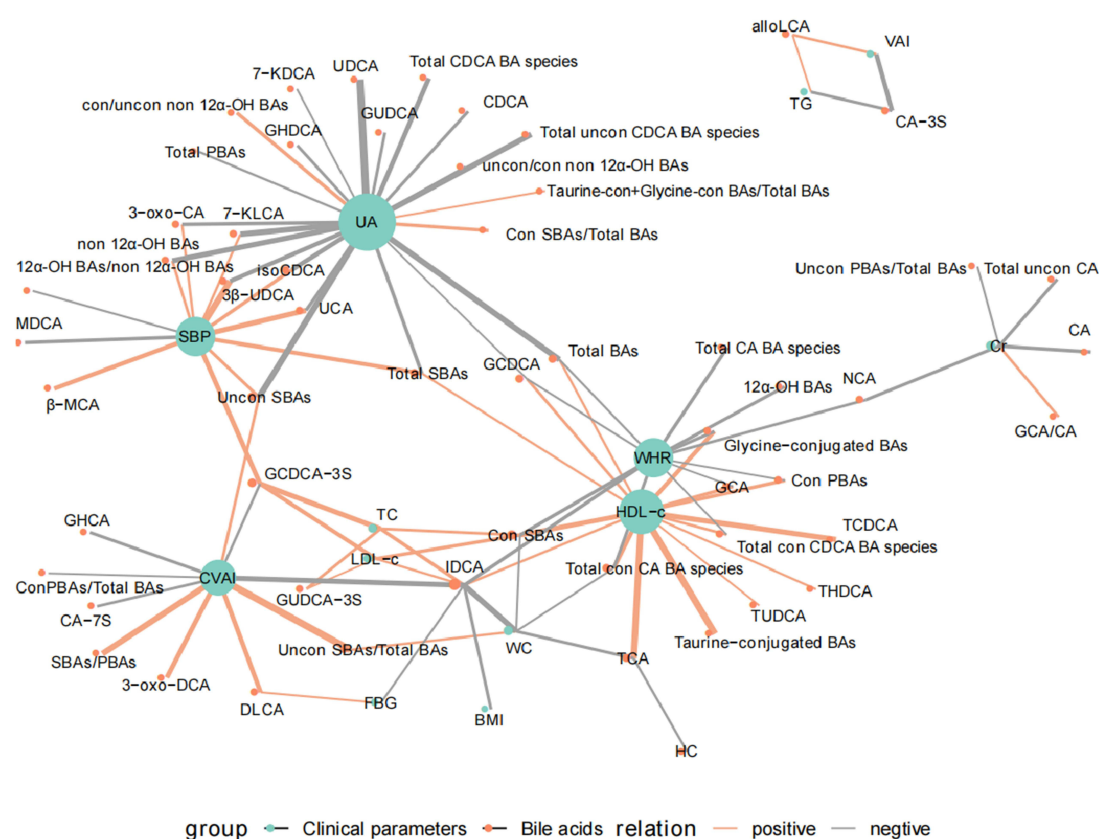 alloLCA
VAI
TG
CA-3S
UDCA
Total CDCA BA species
7-KDCA
con/uncon non 12α-OH BAs
GUDCA
CDCA
GHDCA
Total uncon CDCA BA species
Total PBAs
uncon/con non 12α-OH BAs
Taurine-con+Glycine-con BAs/Total BAs
3-oxo-CA
7-KLCA
UA
Con SBAs/Total BAs
non 12α-OH BAs
12α-OH BAs/non 12α-OH BAs
isoCDCA
Uncon PBAs/Total BAs
Total uncon CA
3β-UDCA
UCA
MDCA
SBP
CA
Total BAs
Total CA BA species
Cr
GCDCA
Total SBAs
12α-OH BAs
NCA
β-MCA
Uncon SBAs
GCA/CA
Glycine-conjugated BAs
WHR
GCDCA-3S
GCA
Con PBAs
TC
HDL-c
GHCA
Con SBAs
TCDCA
Total con CDCA BA species
LDL-c
IDCA
Total con CA BA species
CVAI
ConPBAs/Total BAs
GUDCA-3S
THDCA
CA-7S
TUDCA
Uncon SBAs/Total BAs
WC
Taurine-conjugated BAs
SBAs/PBAs
TCA
3-oxo-DCA
DLCA
FBG
BMI
HC
group Clinical parameters Bile acids relation positive negtive